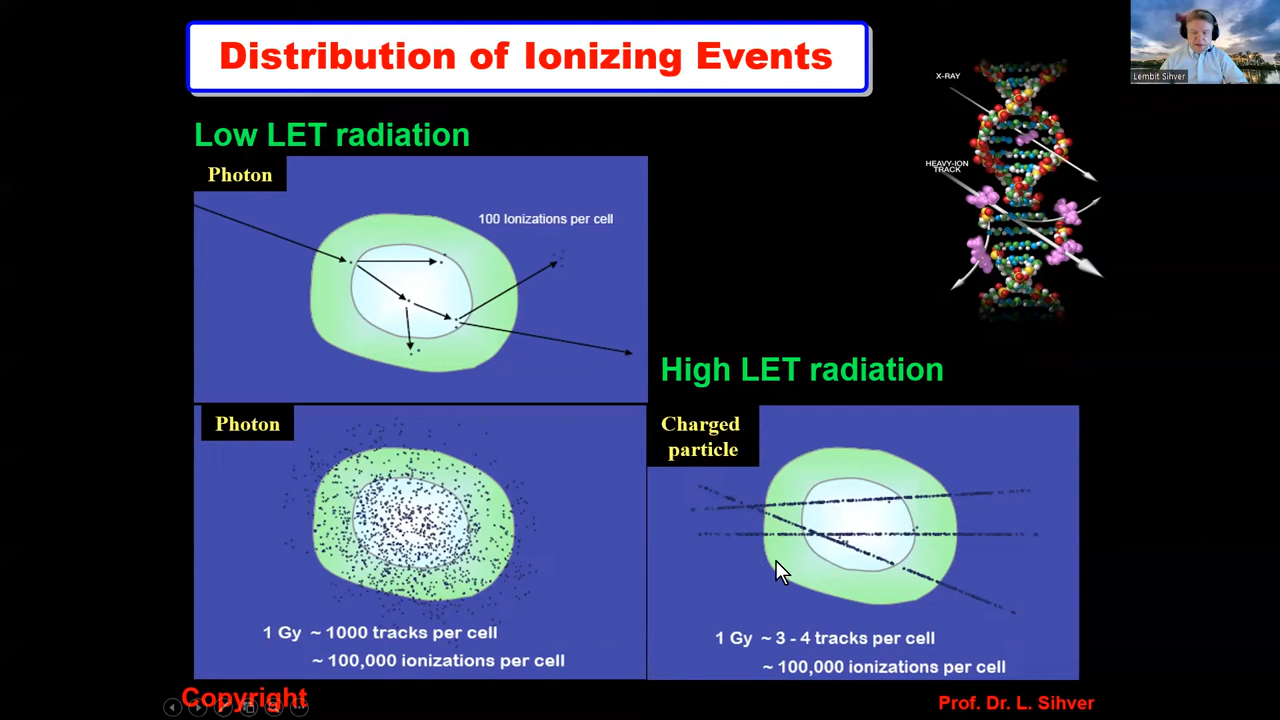 Distribution of Ionizing Events
Lembit Sihver
X-RAY
HEAVY-ION
TRACK
Low LET radiation
Photon
100 Ionizations per cell
High LET radiation
Photon
1 Gy ~ 1000 tracks per cell
~ 100,000 ionizations per cell
Charged
particle
1 Gy ~ 3 - 4 tracks per cell
~ 100,000 ionizations per cell
Copyright
Prof. Dr. L. Sihver